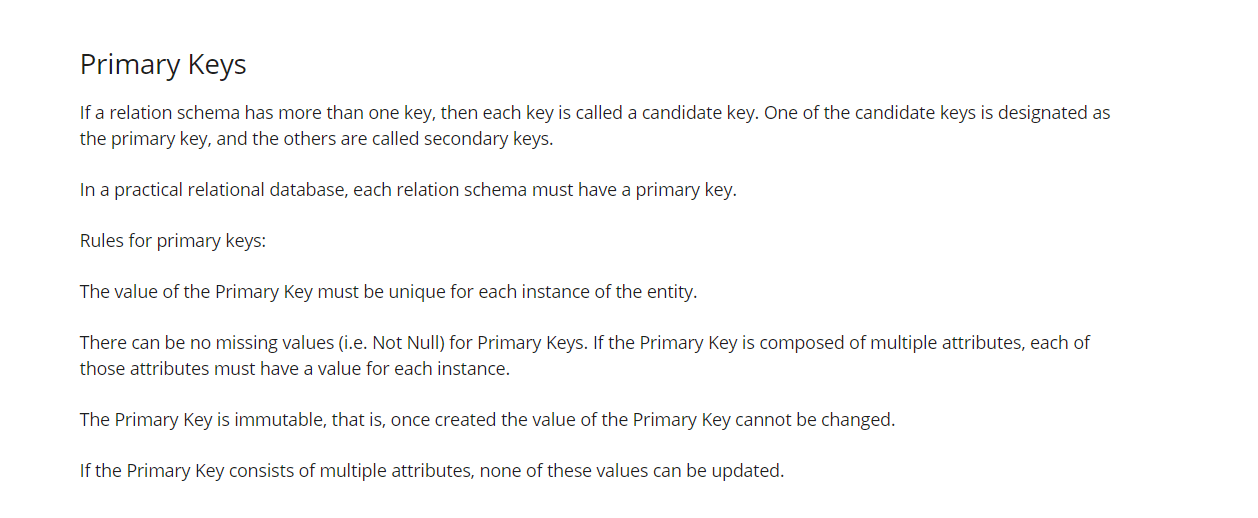 Primary Keys
If a relation schema has more than one key, then each key is called a candidate key. One of the candidate keys is designated as
the primary key, and the others are called secondary keys.
In a practical relational database, each relation schema must have a primary key.
Rules for primary keys:
The value of the Primary Key must be unique for each instance of the entity.
There can be no missing values (i.e. Not Null) for Primary Keys. If the Primary Key is composed of multiple attributes, each of
those attributes must have a value for each instance.
The Primary Key is immutable, that is, once created the value of the Primary Key cannot be changed.
If the Primary Key consists of multiple attributes, none of these values can be updated.